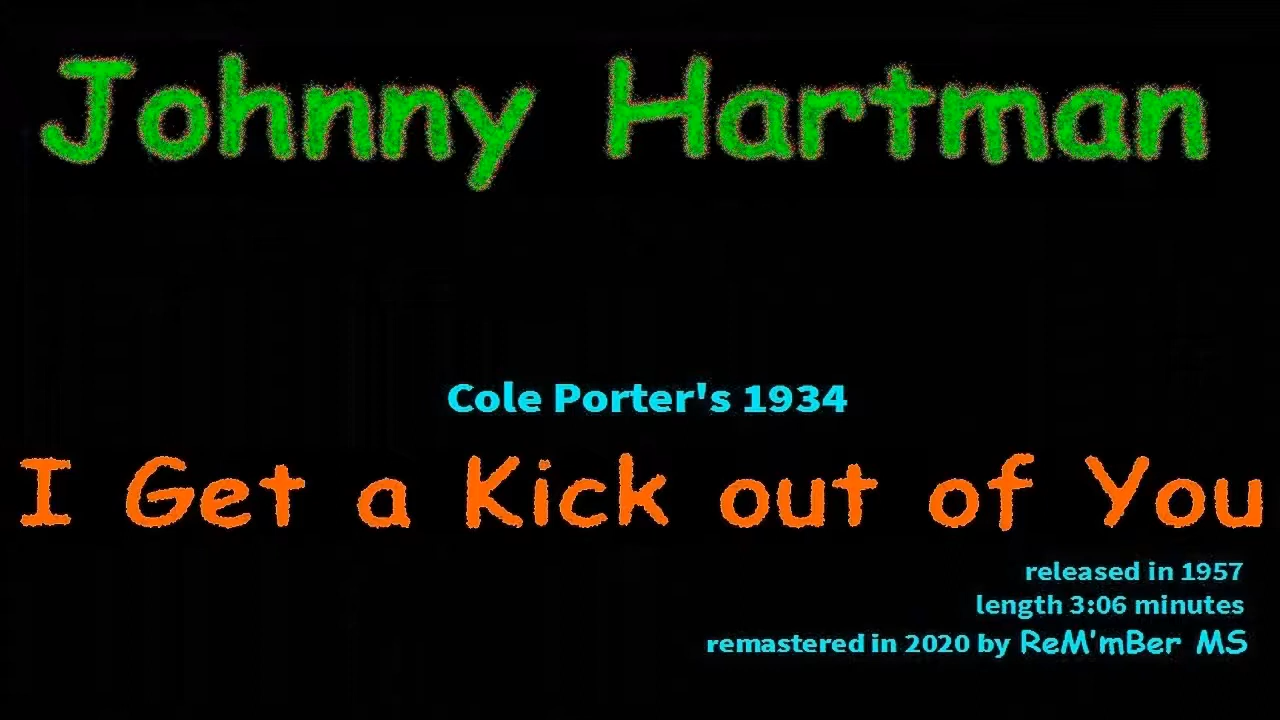 Johnny Hartman
Cole Porter's 1934
I Get a Kick out of You
released in 1957
length 3:06 minutes
remastered in 2020 by ReM'mBer MS